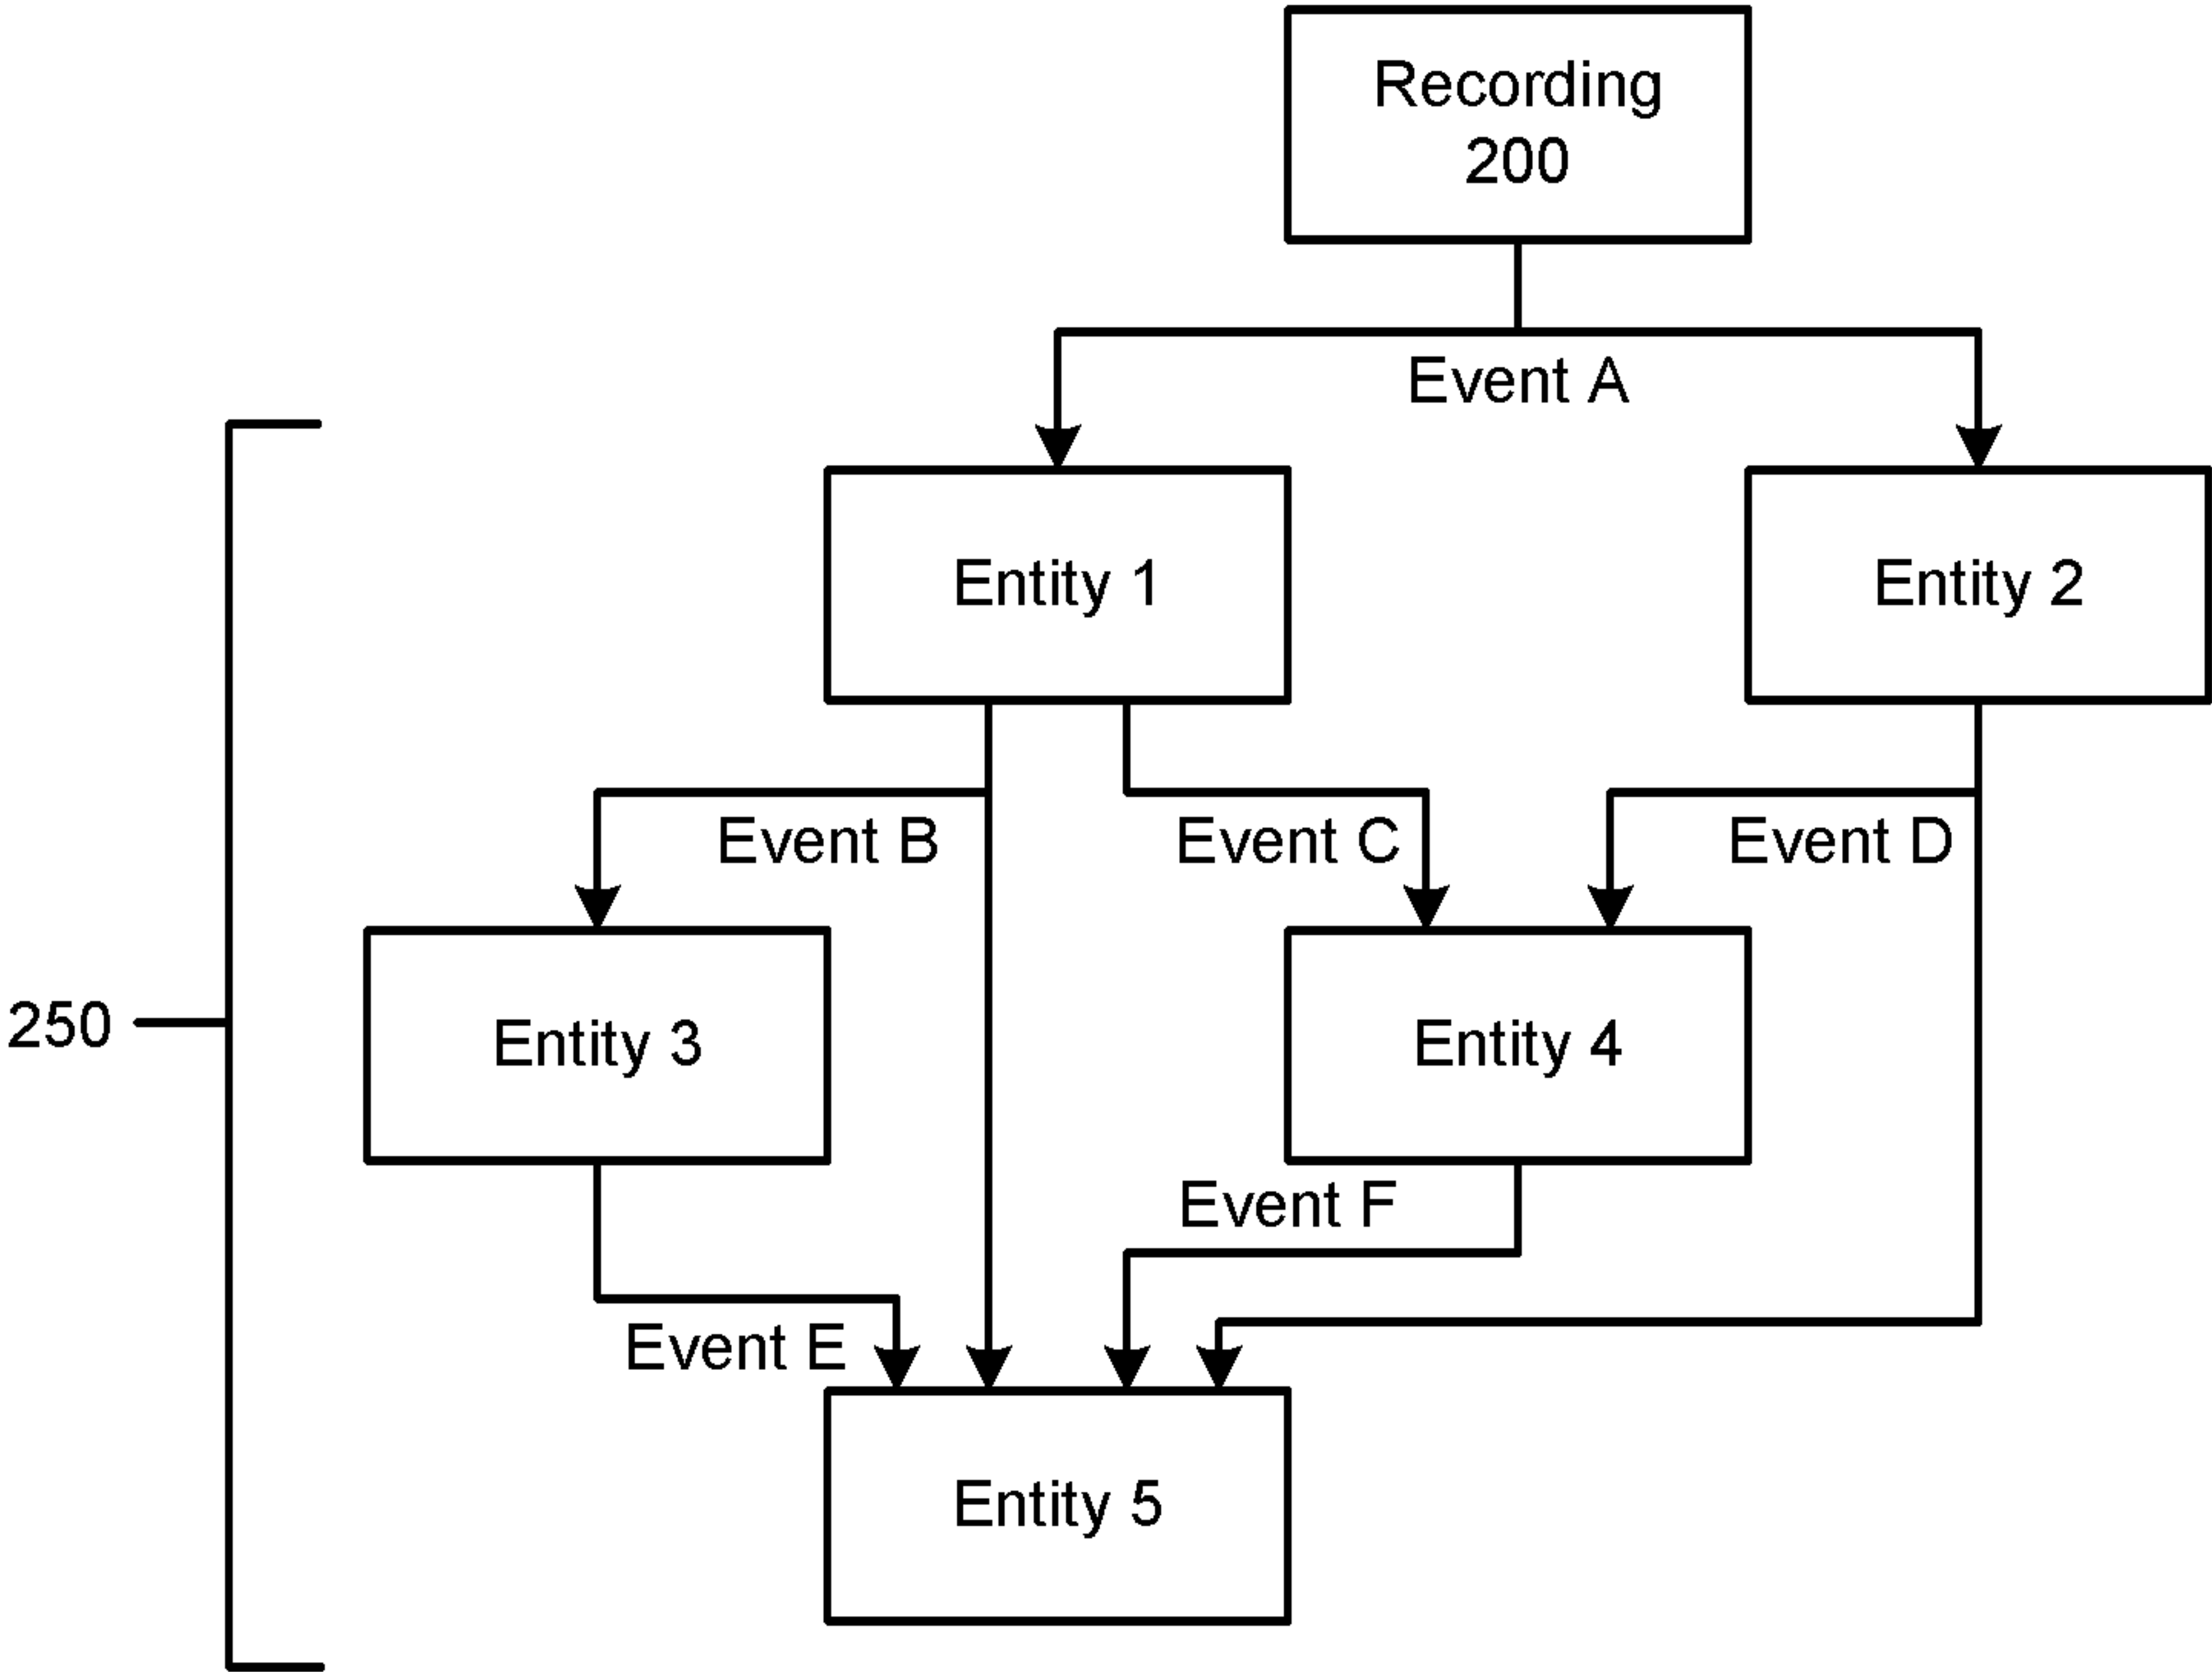 Recording
200
Event A
Entity 1
Entity 2
Event B
Event C
Event D
250
Entity 3
Entity 4
Event F
Event E
Entity 5